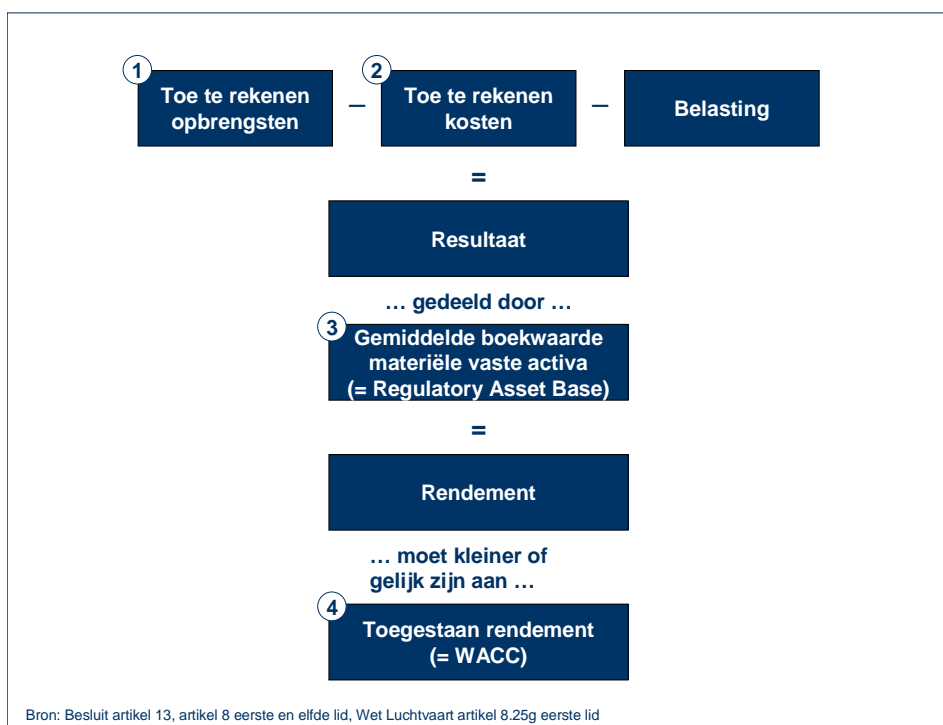 1
2
Toe te rekenen
opbrengsten
–
Toe te rekenen
kosten
–
Belasting
=
Resultaat
… gedeeld door …
3
Gemiddelde boekwaarde
materiële vaste activa
(= Regulatory Asset Base)
=
Rendement
… moet kleiner of
gelijk zijn aan …
4
Toegestaan rendement
(= WACC)
Bron: Besluit artikel 13, artikel 8 eerste en elfde lid, Wet Luchtvaart artikel 8.25g eerste lid